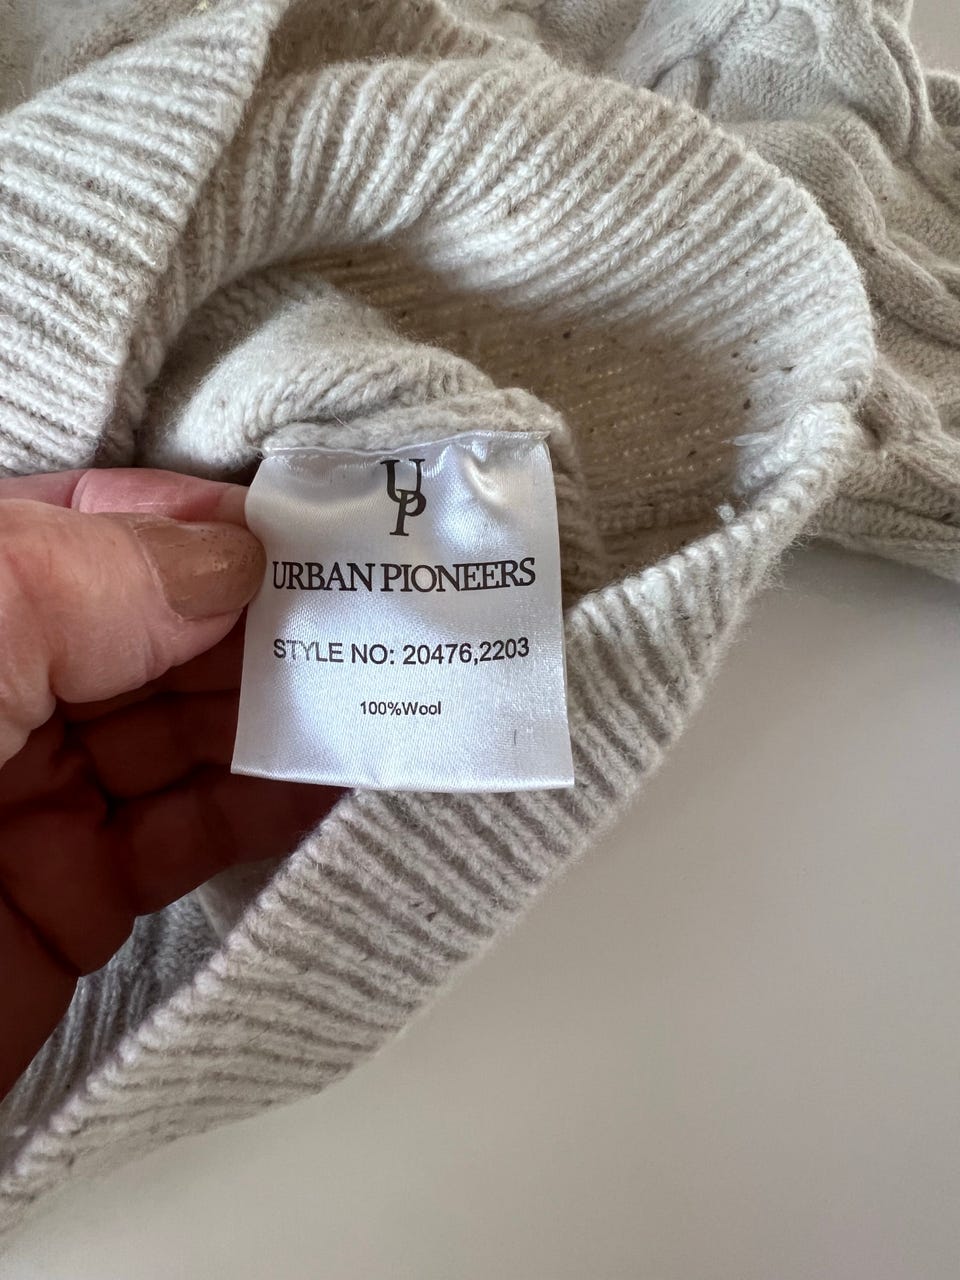 UP
URBAN PIONEERS
STYLE NO: 20476,2203
100%Wool